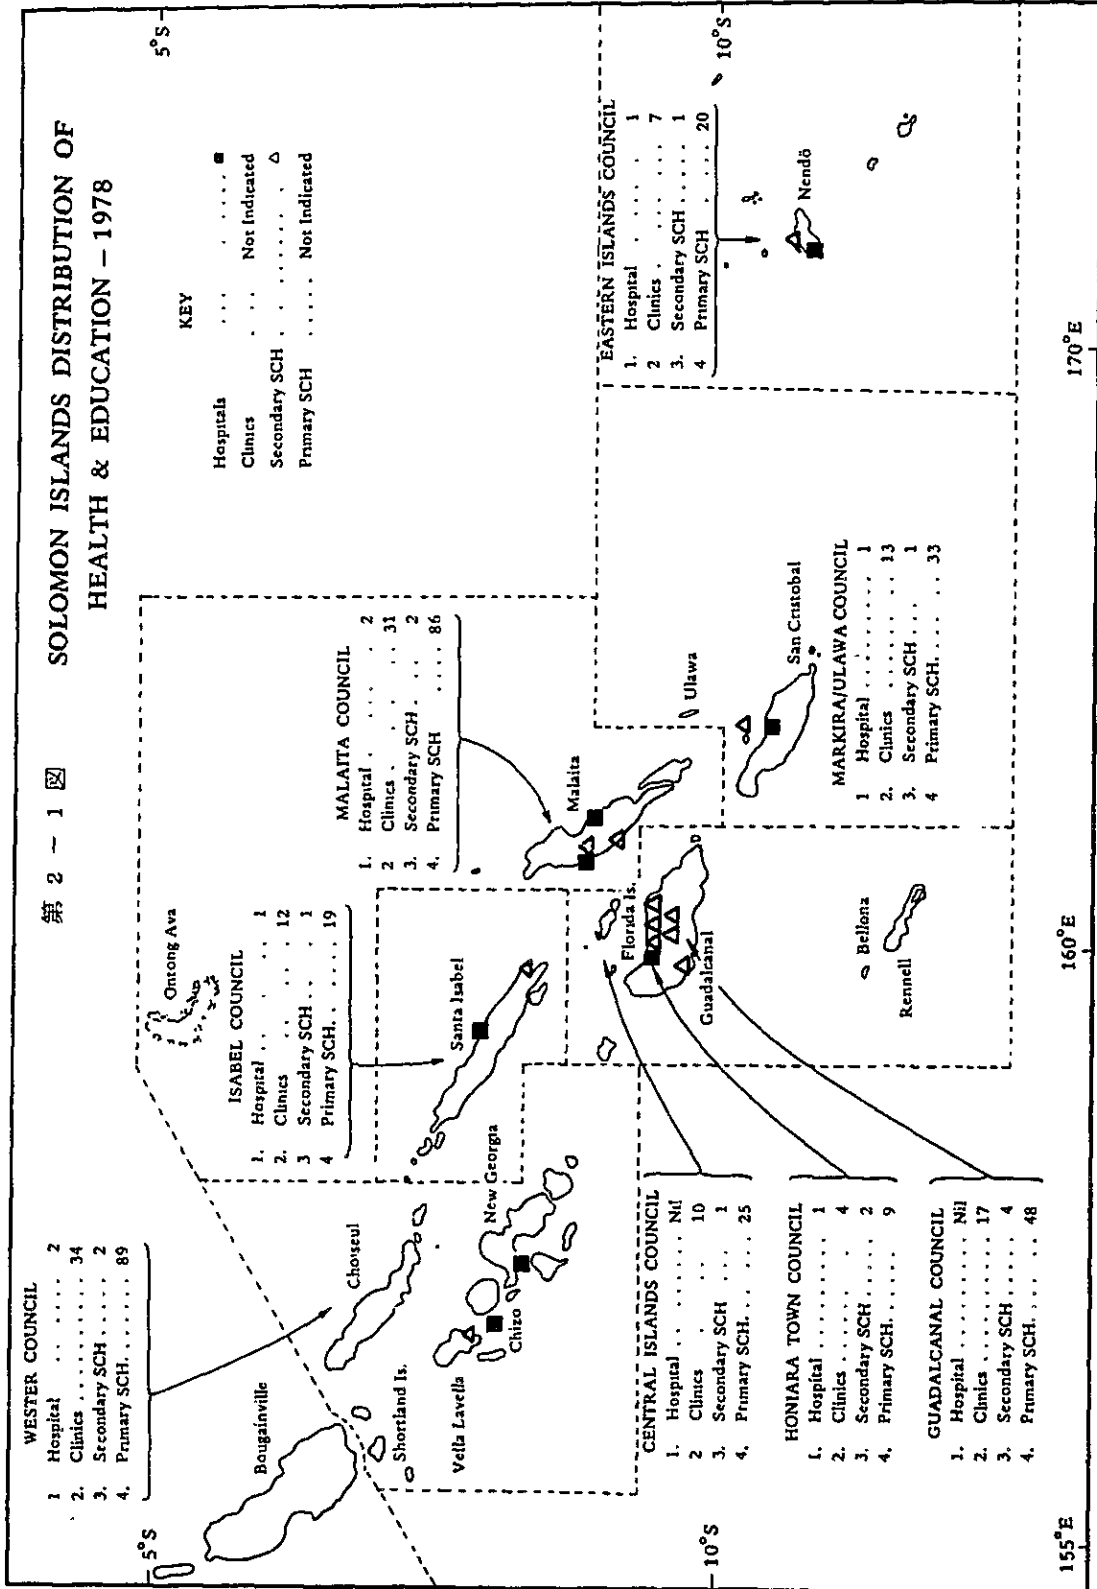 第 2 ~ 1 図 SOLOMON ISLANDS DISTRIBUTION OF
HEALTH & EDUCATION – 1978
KEY
Hospitals . . . . . . . . . ■
Clinics . . . Not Indicated
Secondary SCH . . . . . . . . . △
Primary SCH . . . . . Not Indicated
WESTER COUNCIL
1 Hospital . . . . . . . . 2
2. Clinics . . . . . . . . . 34
3. Secondary SCH . . . . . 2
4. Primary SCH. . . . . . 89
ISABEL COUNCIL
1. Hospital . . . . . . 1
2. Clinics . . . . . 12
3 Secondary SCH . . . 1
4 Primary SCH. . . . . . 19
MALAITA COUNCIL
1. Hospital . . . . . . 2
2 Clinics . . . . . . 31
3. Secondary SCH . . . . 2
4. Primary SCH . . . . 86
EASTERN ISLANDS COUNCIL
1. Hospital . . . . . . 1
2 Clinics . . . . . . . 7
3. Secondary SCH . . . . . 1
4 Primary SCH . . . . . 20
MARKIRA/ULAWA COUNCIL
1 Hospital . . . . . . . . . 1
2. Clinics . . . . . . . 13
3. Secondary SCH . . . 1
4 Primary SCH. . . . . 33
CENTRAL ISLANDS COUNCIL
1. Hospital . . . . . . . . Nil
2 Clinics . . . . . 10
3. Secondary SCH . . . 1
4. Primary SCH. . . . . 25
HONIARA TOWN COUNCIL
1. Hospital . . . . . . . . 1
2. Clinics . . . . . . . 4
3. Secondary SCH . . . . 2
4. Primary SCH. . . . . 9
GUADALCANAL COUNCIL
1. Hospital . . . . . . . . Nil
2. Clinics . . . . . . . . 17
3. Secondary SCH . . . . . 4
4. Primary SCH. . . . . . 48
Ontong Ava
Bougainville
Choiseul
Shortland Is.
Vella Lavella
Chizo
New Georgia
Santa Isabel
Malaita
Florida Is.
Guadalcanal
Ulawa
San Cristobal
Bellona
Rennell
Nendö
5°S
5°S
10°S
10°S
155°E
160°E
170°E